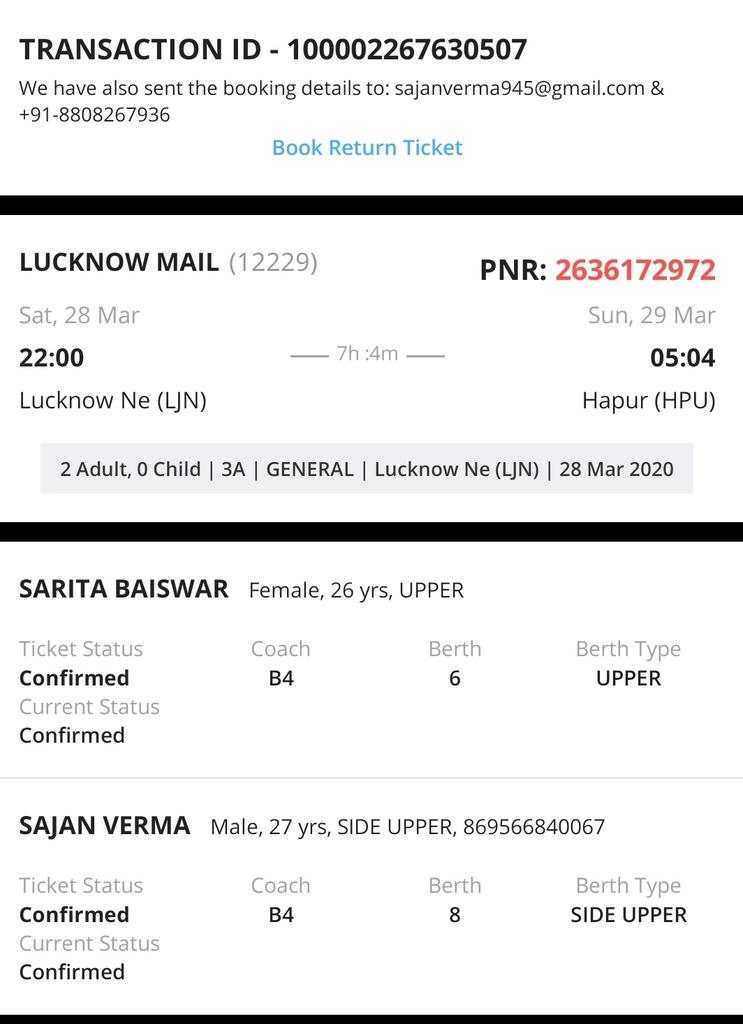 TRANSACTION ID - 100002267630507
We have also sent the booking details to: sajanverma945@gmail.com &
+91-8808267936
Book Return Ticket
LUCKNOW MAIL (12229) PNR: 2636172972
Sat, 28 Mar Sun, 29 Mar
22:00 7h :4m 05:04
Lucknow Ne (LJN) Hapur (HPU)
2 Adult, 0 Child | 3A | GENERAL | Lucknow Ne (LJN) | 28 Mar 2020
SARITA BAISWAR Female, 26 yrs, UPPER
Ticket Status Coach Berth Berth Type
Confirmed B4 6 UPPER
Current Status
Confirmed
SAJAN VERMA Male, 27 yrs, SIDE UPPER, 869566840067
Ticket Status Coach Berth Berth Type
Confirmed B4 8 SIDE UPPER
Current Status
Confirmed